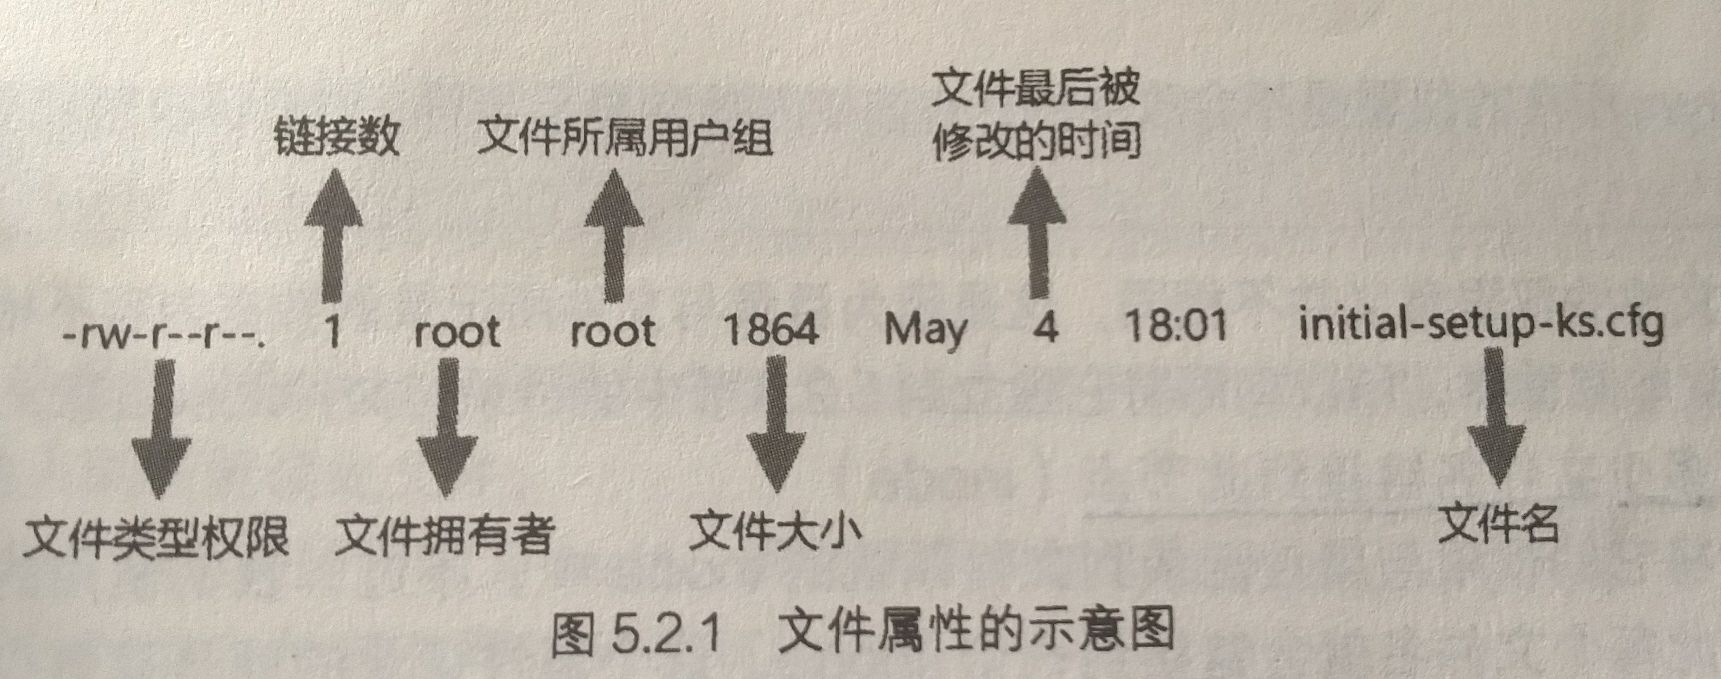 文件最后被
链接数 文件所属用户组 修改的时间
-rw-r--r--. 1 root root 1864 May 4 18:01 initial-setup-ks.cfg
文件类型权限 文件拥有者 文件大小 文件名
图 5.2.1 文件属性的示意图